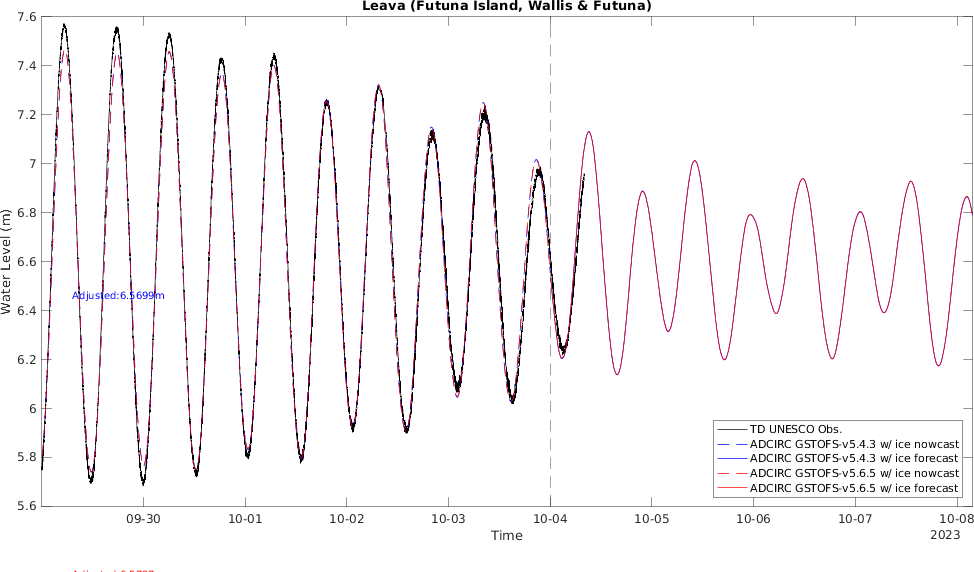 Leava (Futuna Island, Wallis & Futuna)
7.6
7.4
7.2
7
6.8
6.6
6.4
6.2
6
5.8
5.6
Water Level (m)
Adjusted:6.5699m
TD UNESCO Obs.
ADCIRC GSTOFS-v5.4.3 w/ ice nowcast
ADCIRC GSTOFS-v5.4.3 w/ ice forecast
ADCIRC GSTOFS-v5.6.5 w/ ice nowcast
ADCIRC GSTOFS-v5.6.5 w/ ice forecast
09-30 10-01 10-02 10-03 10-04 10-05 10-06 10-07 10-08
Time
2023